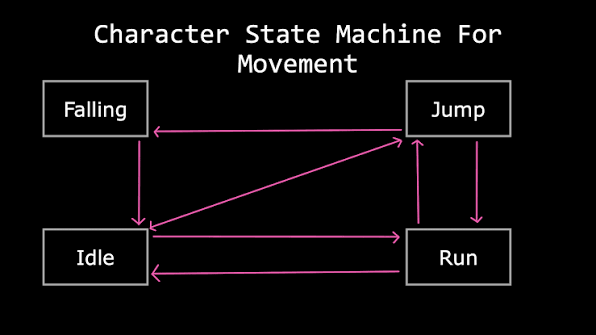 Character State Machine For
Movement
Falling
Jump
Idle
Run